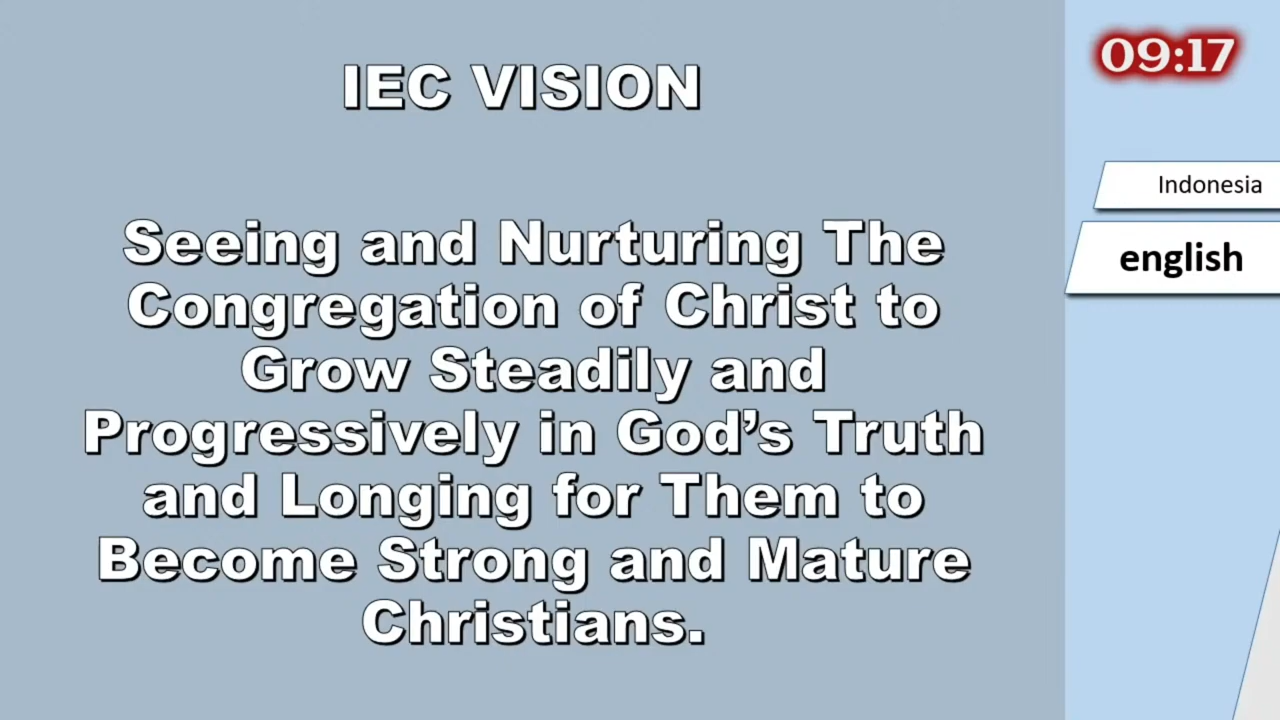 IEC VISION
Seeing and Nurturing The
Congregation of Christ to
Grow Steadily and
Progressively in God’s Truth
and Longing for Them to
Become Strong and Mature
Christians.
09:17
Indonesia
english